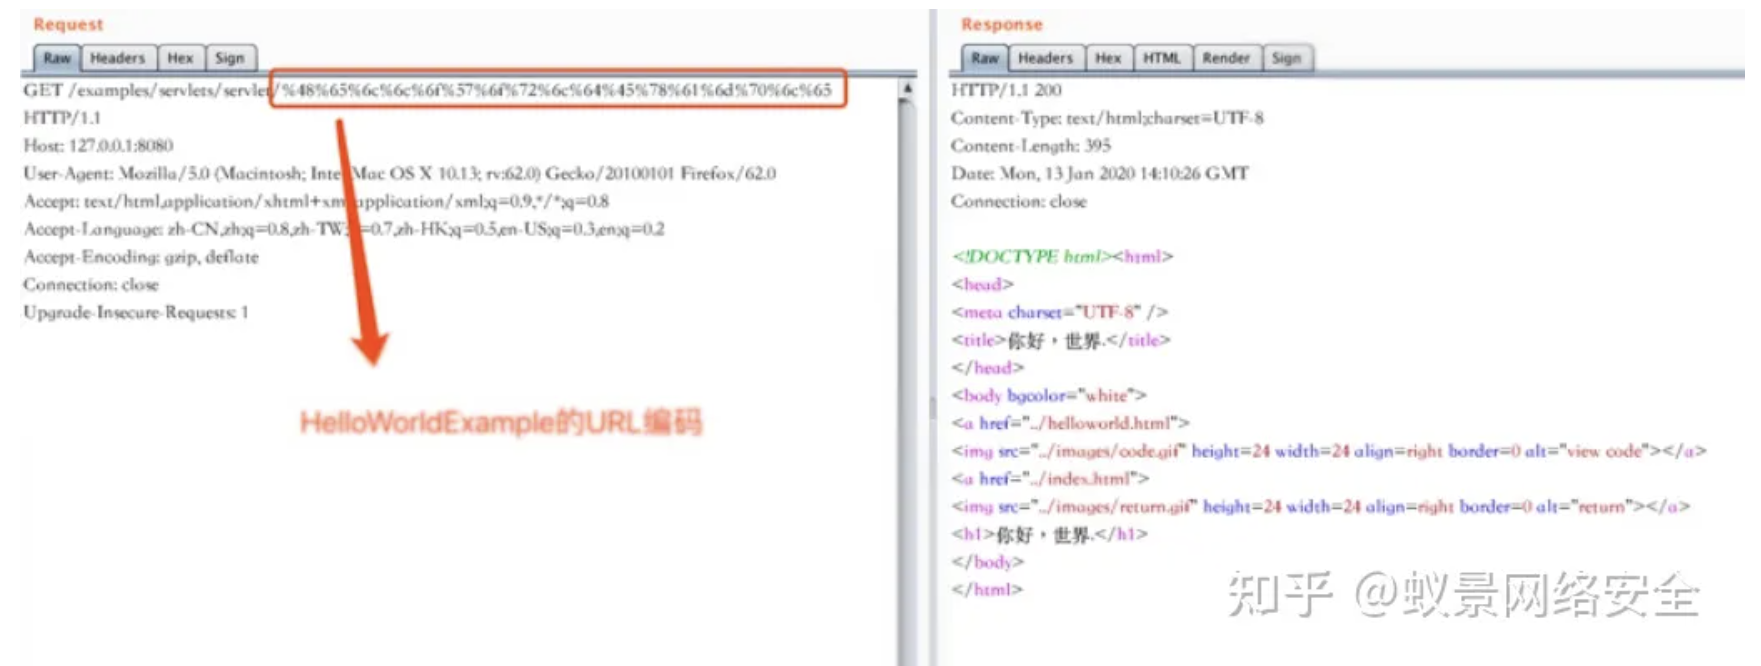 Request
Raw Headers Hex Sign
GET /examples/servlets/servlet/%48%65%6c%6c%6f%57%6f%72%6c%64%45%78%61%6d%70%6c%65
HTTP/1.1
Host: 127.0.0.1:8080
User-Agent: Mozilla/5.0 (Macintosh; Inte Mac OS X 10.13; rv:62.0) Gecko/20100101 Firefox/62.0
Accept: text/html,application/xhtml+xm application/xml;q=0.9,*/*;q=0.8
Accept-Language: zh-CN,zh;q=0.8,zh-TW; =0.7,zh-HK;q=0.5,en-US;q=0.3,en;q=0.2
Accept-Encoding: gzip, deflate
Connection: close
Upgrade-Insecure-Requests: 1
HelloWorldExample的URL编码
Response
Raw Headers Hex HTML Render Sign
HTTP/1.1 200
Content-Type: text/html;charset=UTF-8
Content-Length: 395
Date: Mon, 13 Jan 2020 14:10:26 GMT
Connection: close
<!DOCTYPE html><html>
<head>
<meta charset="UTF-8" />
<title>你好，世界.</title>
</head>
<body bgcolor="white">
<a href="../helloworld.html">
<img src="../images/code.gif" height=24 width=24 align=right border=0 alt="view code"></a>
<a href="../index.html">
<img src="../images/return.gif" height=24 width=24 align=right border=0 alt="return"></a>
<h1>你好，世界.</h1>
</body>
</html>
知乎 @蚁景网络安全